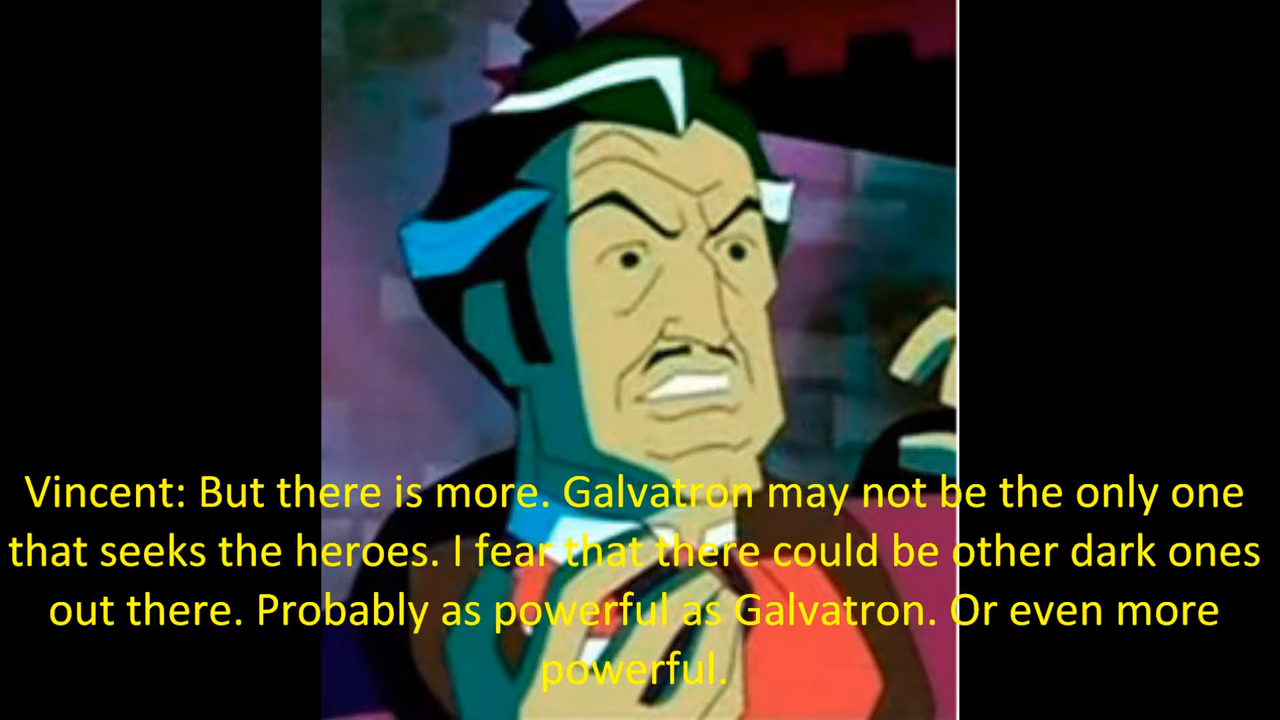 Vincent: But there is more. Galvatron may not be the only one
that seeks the heroes. I fear that there could be other dark ones
out there. Probably as powerful as Galvatron. Or even more
powerful.